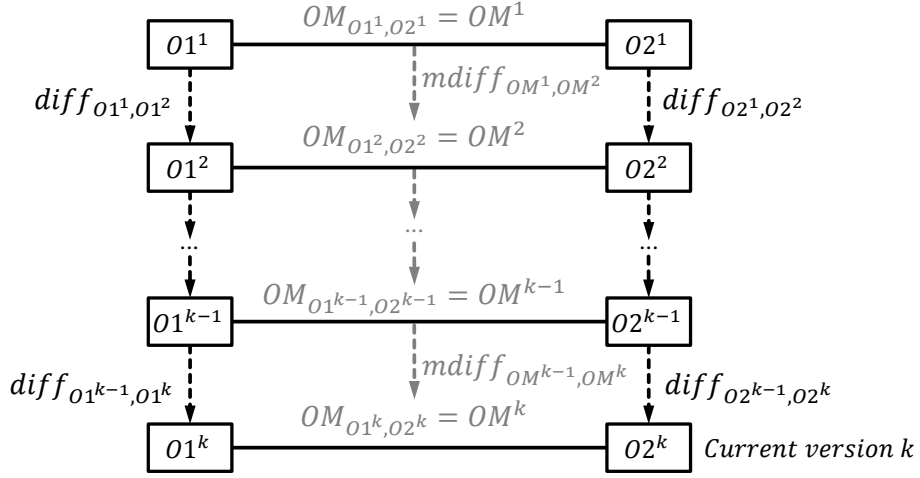 OM_{O1^1,O2^1} = OM^1
O1^1
O2^1
diff_{O1^1,O1^2}
mdiff_{OM^1,OM^2}
diff_{O2^1,O2^2}
OM_{O1^2,O2^2} = OM^2
O1^2
O2^2
...
...
...
OM_{O1^{k-1},O2^{k-1}} = OM^{k-1}
O1^{k-1}
O2^{k-1}
diff_{O1^{k-1},O1^k}
mdiff_{OM^{k-1},OM^k}
diff_{O2^{k-1},O2^k}
OM_{O1^k,O2^k} = OM^k
O1^k
O2^k
Current version k